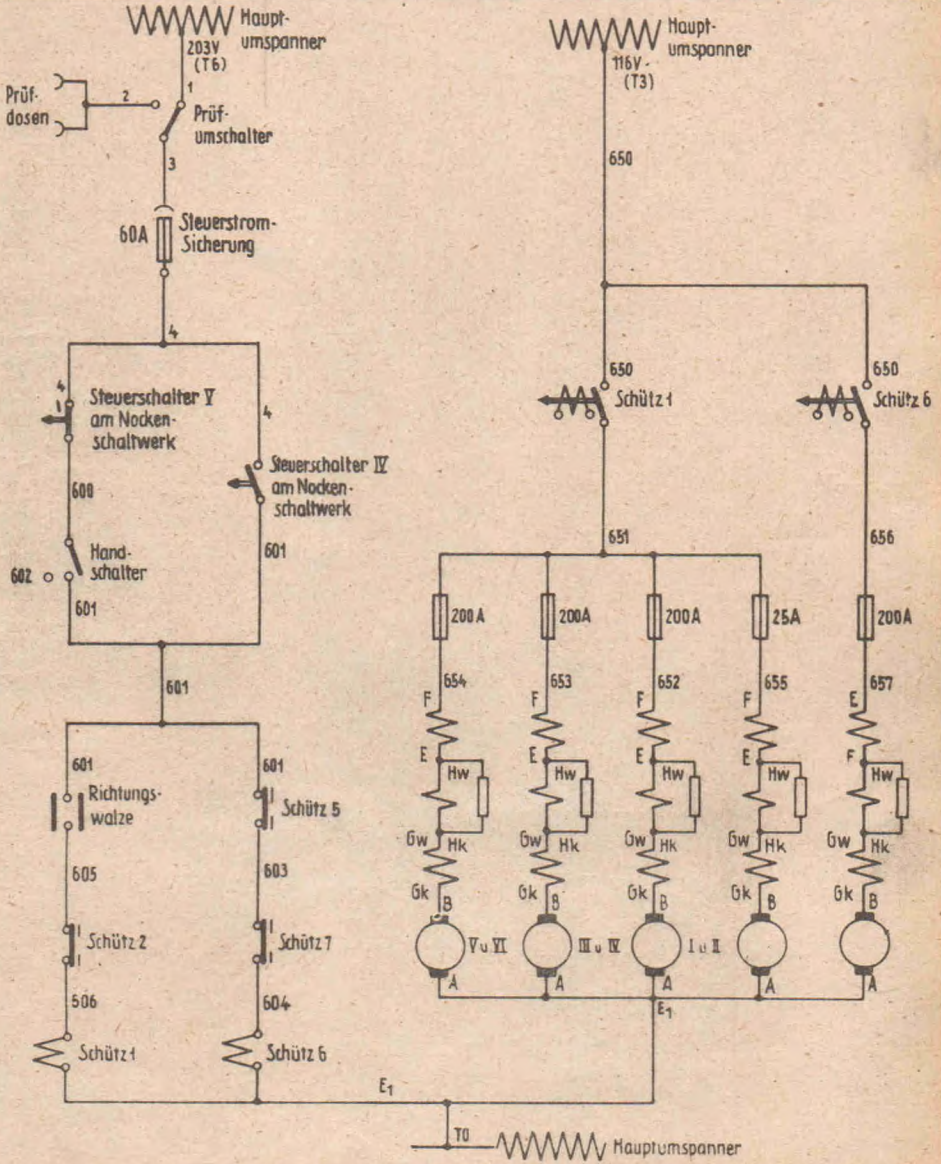 Haupt-
umspanner
203V
(T6)
1
Prüf-
dosen
2
Prüf-
umschalter
3
60A
Steuerstrom-
Sicherung
4
4
Steuerschalter V
am Nocken-
schaltwerk
4
Steuerschalter IV
am Nocken-
schaltwerk
600
Hand-
schalter
602
601
601
601
601
Richtungs-
walze
601
Schütz 5
605
603
Schütz 2
Schütz 7
506
604
Schütz 1
Schütz 6
E1
T0
Hauptumspanner
Haupt-
umspanner
116V-
(T3)
650
650
Schütz 1
650
Schütz 6
651
656
200A
200A
200A
25A
200A
654
653
652
655
657
F
F
F
F
E
E
E
E
E
F
Hw
Hw
Hw
Hw
Hw
Gw
Hk
Gw
Hk
Gw
Hk
Gw
Hk
Gw
Hk
Gk
B
Gk
B
Gk
B
Gk
B
Gk
B
V u VI
III u IV
I u II
A
A
A
A
A
E1